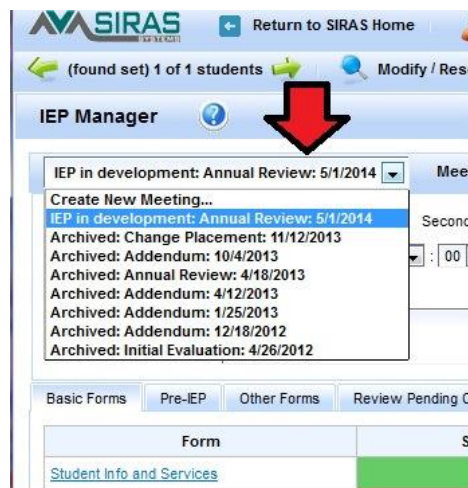 SIRAS
SYSTEMS
Return to SIRAS Home
(found set) 1 of 1 students
Modify / Res
IEP Manager
IEP in development: Annual Review: 5/1/2014
Mee
Create New Meeting...
IEP in development: Annual Review: 5/1/2014
Archived: Change Placement: 11/12/2013
Archived: Addendum: 10/4/2013
Archived: Annual Review: 4/18/2013
Archived: Addendum: 4/12/2013
Archived: Addendum: 1/25/2013
Archived: Addendum: 12/18/2012
Archived: Initial Evaluation: 4/26/2012
Second
: 00
Basic Forms Pre-IEP Other Forms Review Pending C
Form S
Student Info and Services